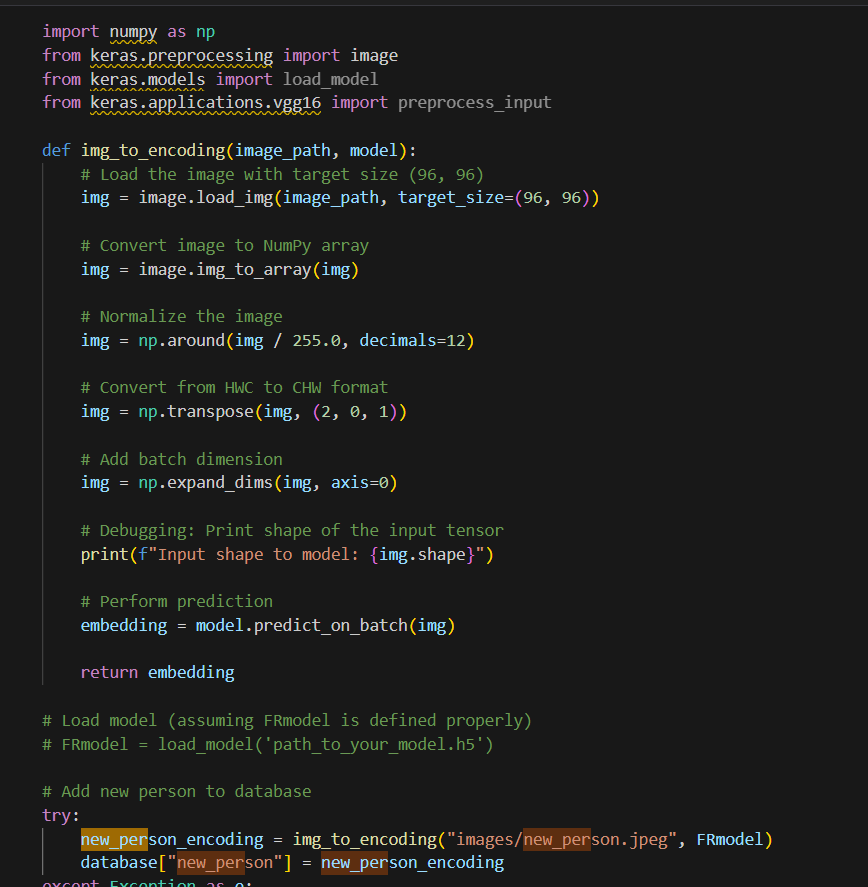 import numpy as np
from keras.preprocessing import image
from keras.models import load_model
from keras.applications.vgg16 import preprocess_input
def img_to_encoding(image_path, model):
# Load the image with target size (96, 96)
img = image.load_img(image_path, target_size=(96, 96))
# Convert image to NumPy array
img = image.img_to_array(img)
# Normalize the image
img = np.around(img / 255.0, decimals=12)
# Convert from HWC to CHW format
img = np.transpose(img, (2, 0, 1))
# Add batch dimension
img = np.expand_dims(img, axis=0)
# Debugging: Print shape of the input tensor
print(f"Input shape to model: {img.shape}")
# Perform prediction
embedding = model.predict_on_batch(img)
return embedding
# Load model (assuming FRmodel is defined properly)
# FRmodel = load_model('path_to_your_model.h5')
# Add new person to database
try:
new_person_encoding = img_to_encoding("images/new_person.jpeg", FRmodel)
database["new_person"] = new_person_encoding
except Exception as e: